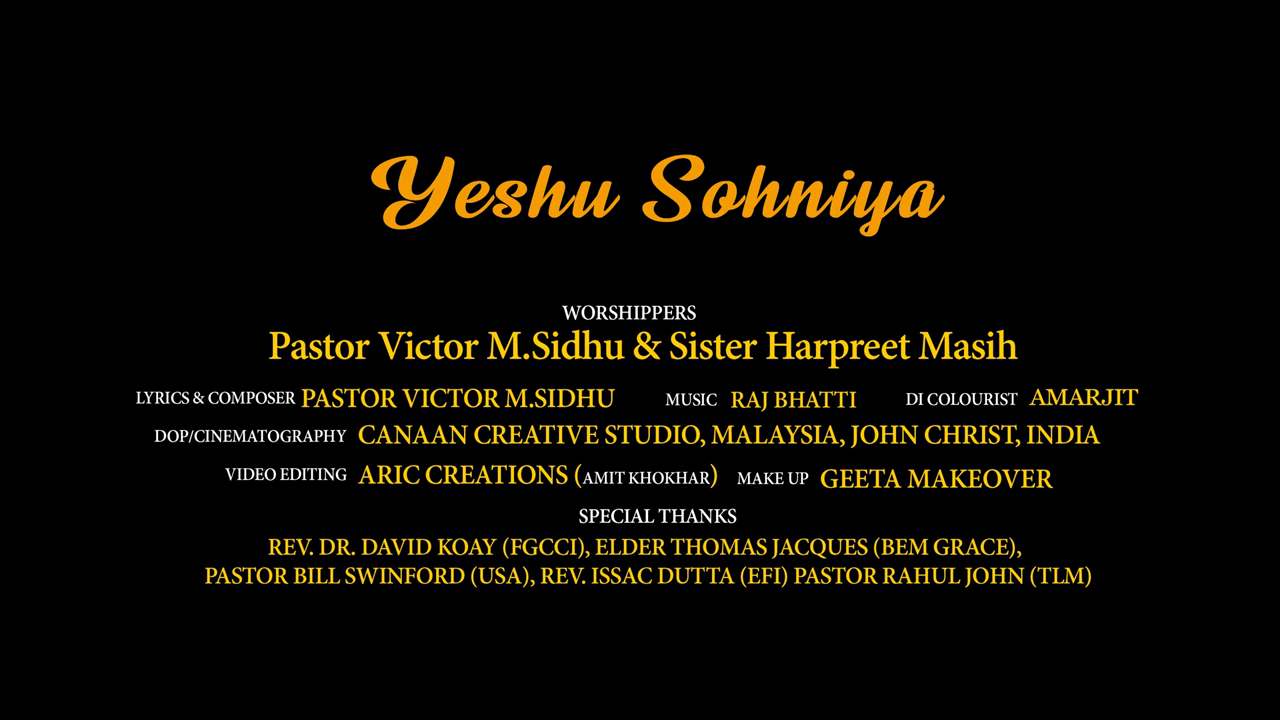 Yeshu Sohniya
WORSHIPPERS
Pastor Victor M.Sidhu & Sister Harpreet Masih
LYRICS & COMPOSER PASTOR VICTOR M.SIDHU MUSIC RAJ BHATTI DI COLOURIST AMARJIT
DOP/CINEMATOGRAPHY CANAAN CREATIVE STUDIO, MALAYSIA, JOHN CHRIST, INDIA
VIDEO EDITING ARIC CREATIONS (AMIT KHOKHAR) MAKE UP GEETA MAKEOVER
SPECIAL THANKS
REV. DR. DAVID KOAY (FGCCI), ELDER THOMAS JACQUES (BEM GRACE),
PASTOR BILL SWINFORD (USA), REV. ISSAC DUTTA (EFI) PASTOR RAHUL JOHN (TLM)